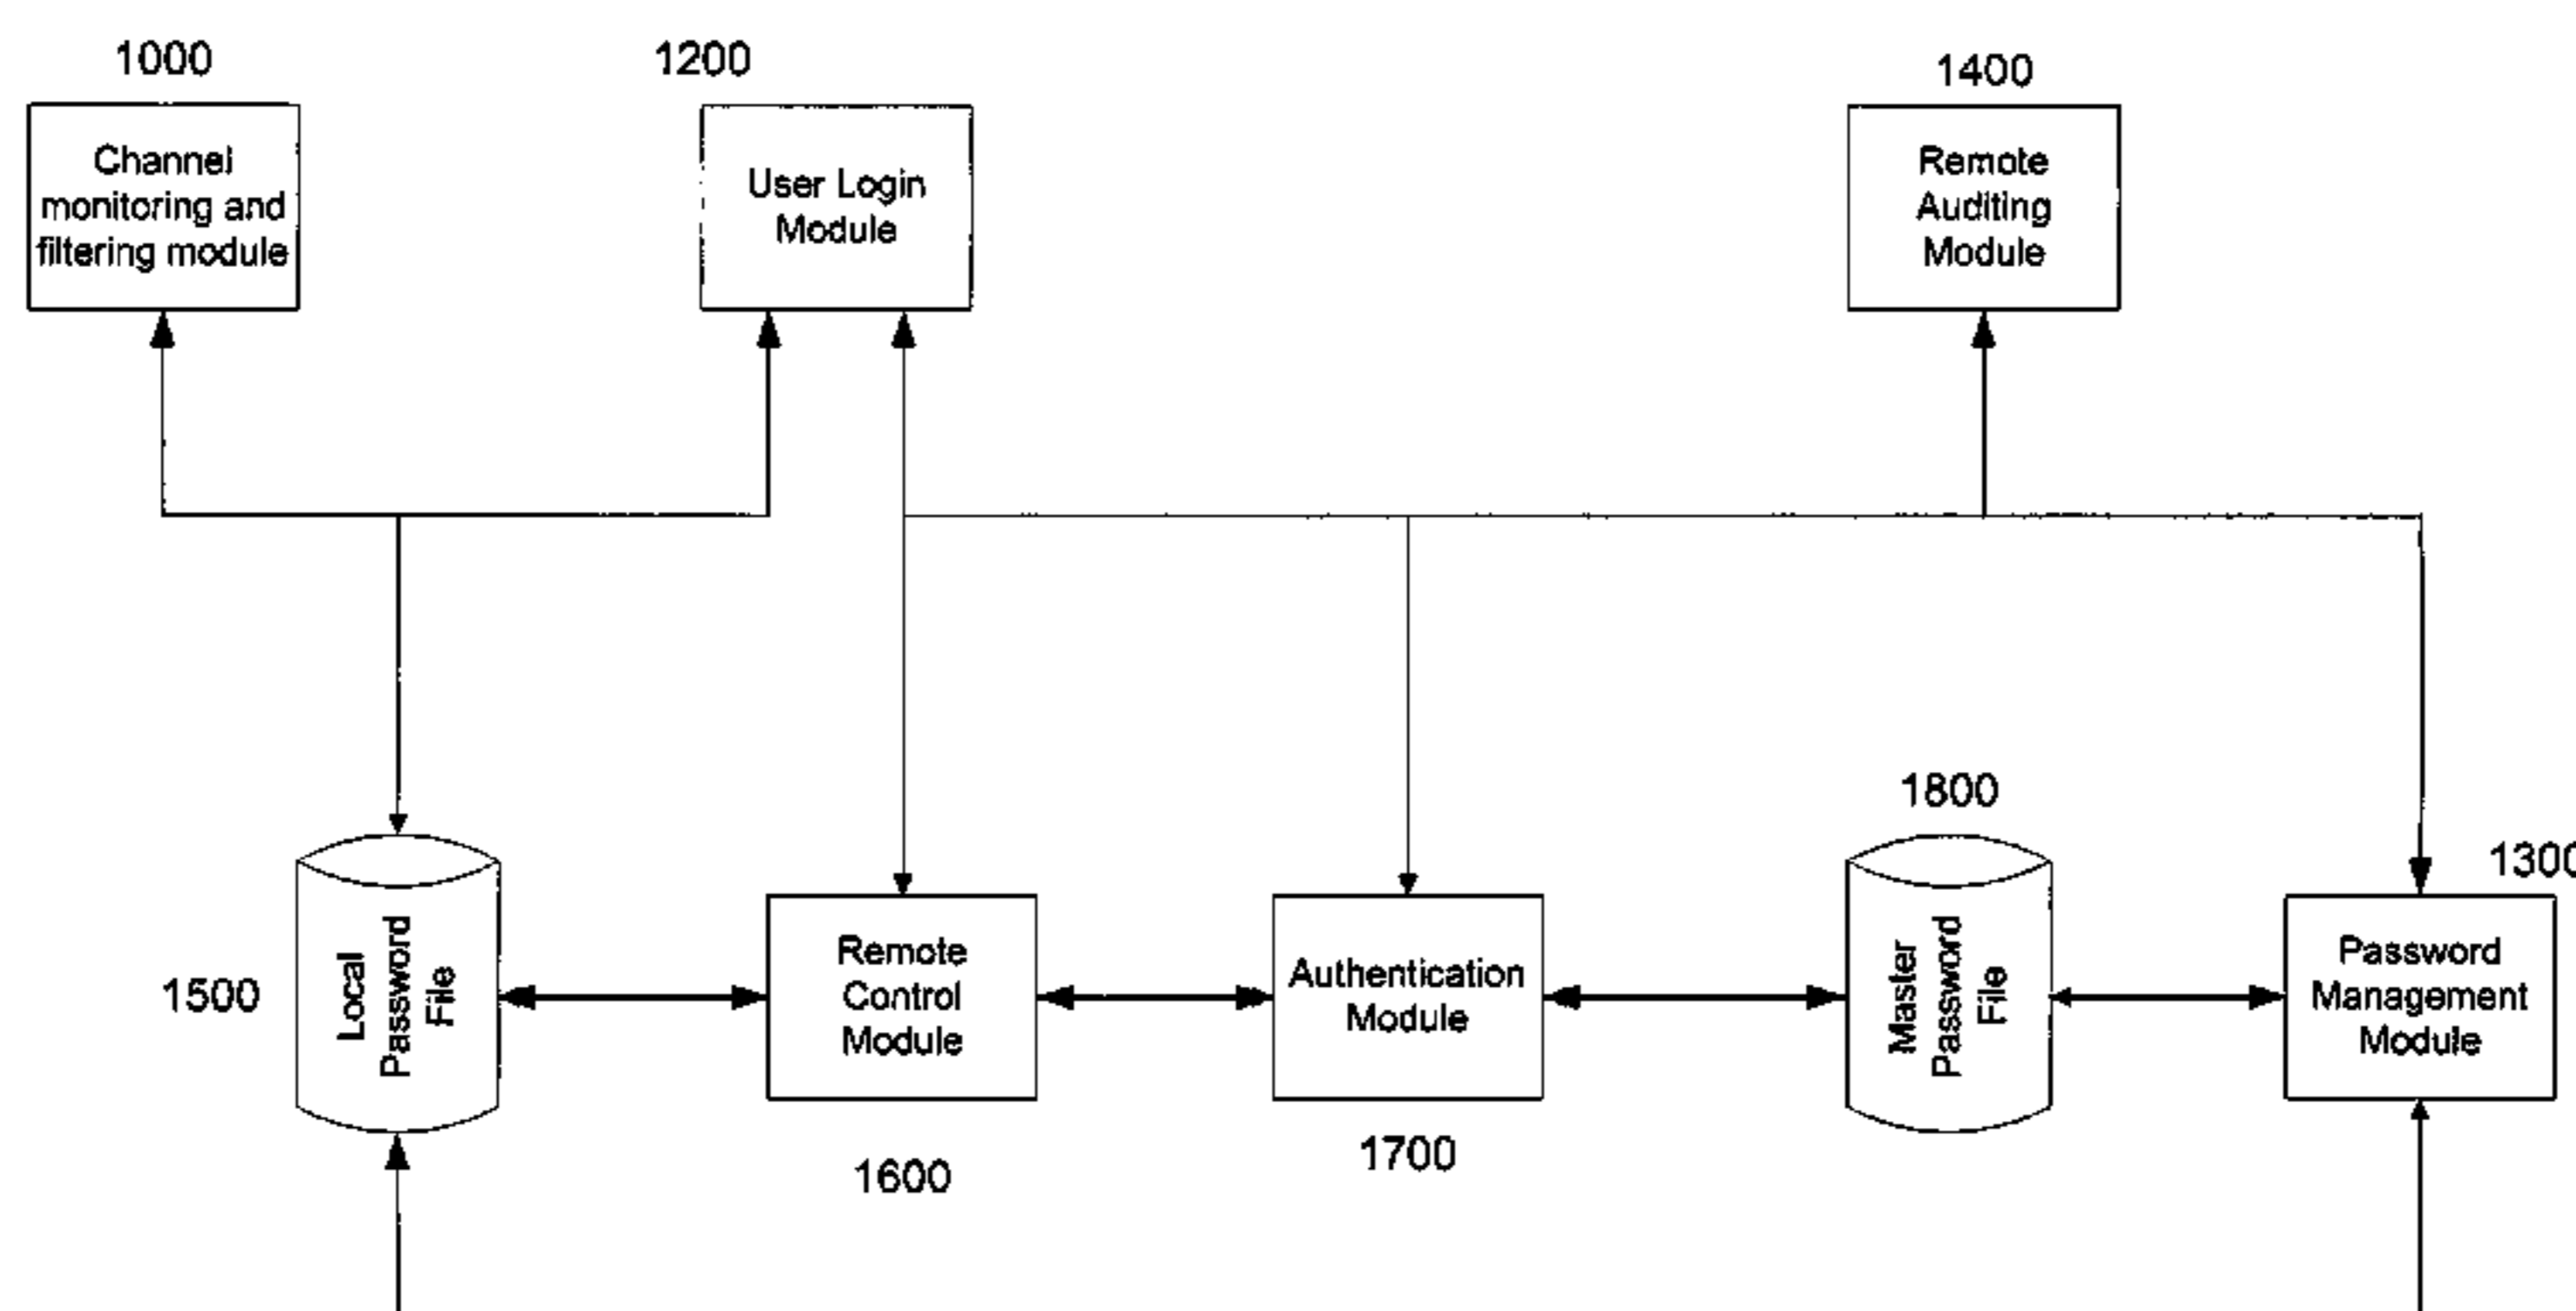 1000
1200
1400
Channel
monitoring and
filtering module
User Login
Module
Remote
Auditing
Module
1800
1300
1500
Local
Password
File
Remote
Control
Module
Authentication
Module
Master
Password
File
Password
Management
Module
1600
1700